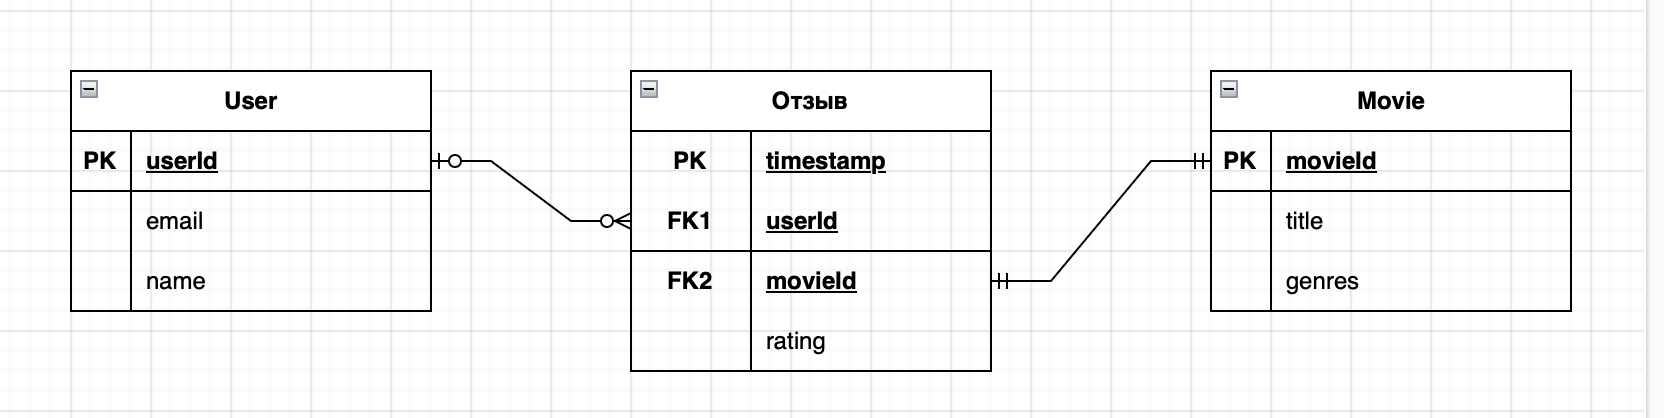 User
PK userId
email
name
Отзыв
PK timestamp
FK1 userId
FK2 movieId
rating
Movie
PK movieId
title
genres